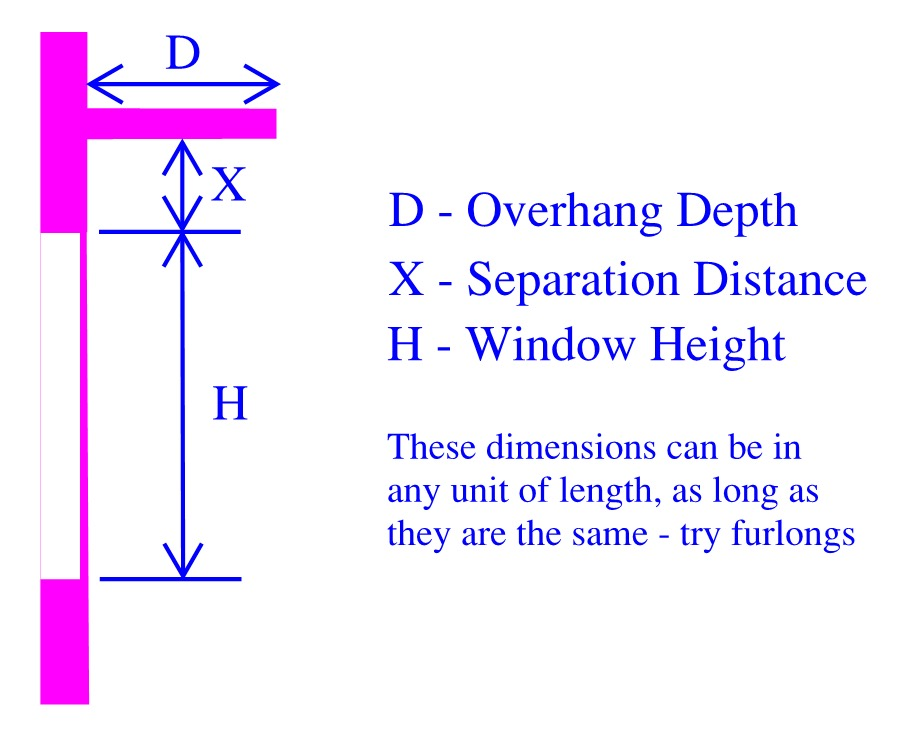 D
X
D - Overhang Depth
X - Separation Distance
H - Window Height
H
These dimensions can be in
any unit of length, as long as
they are the same - try furlongs